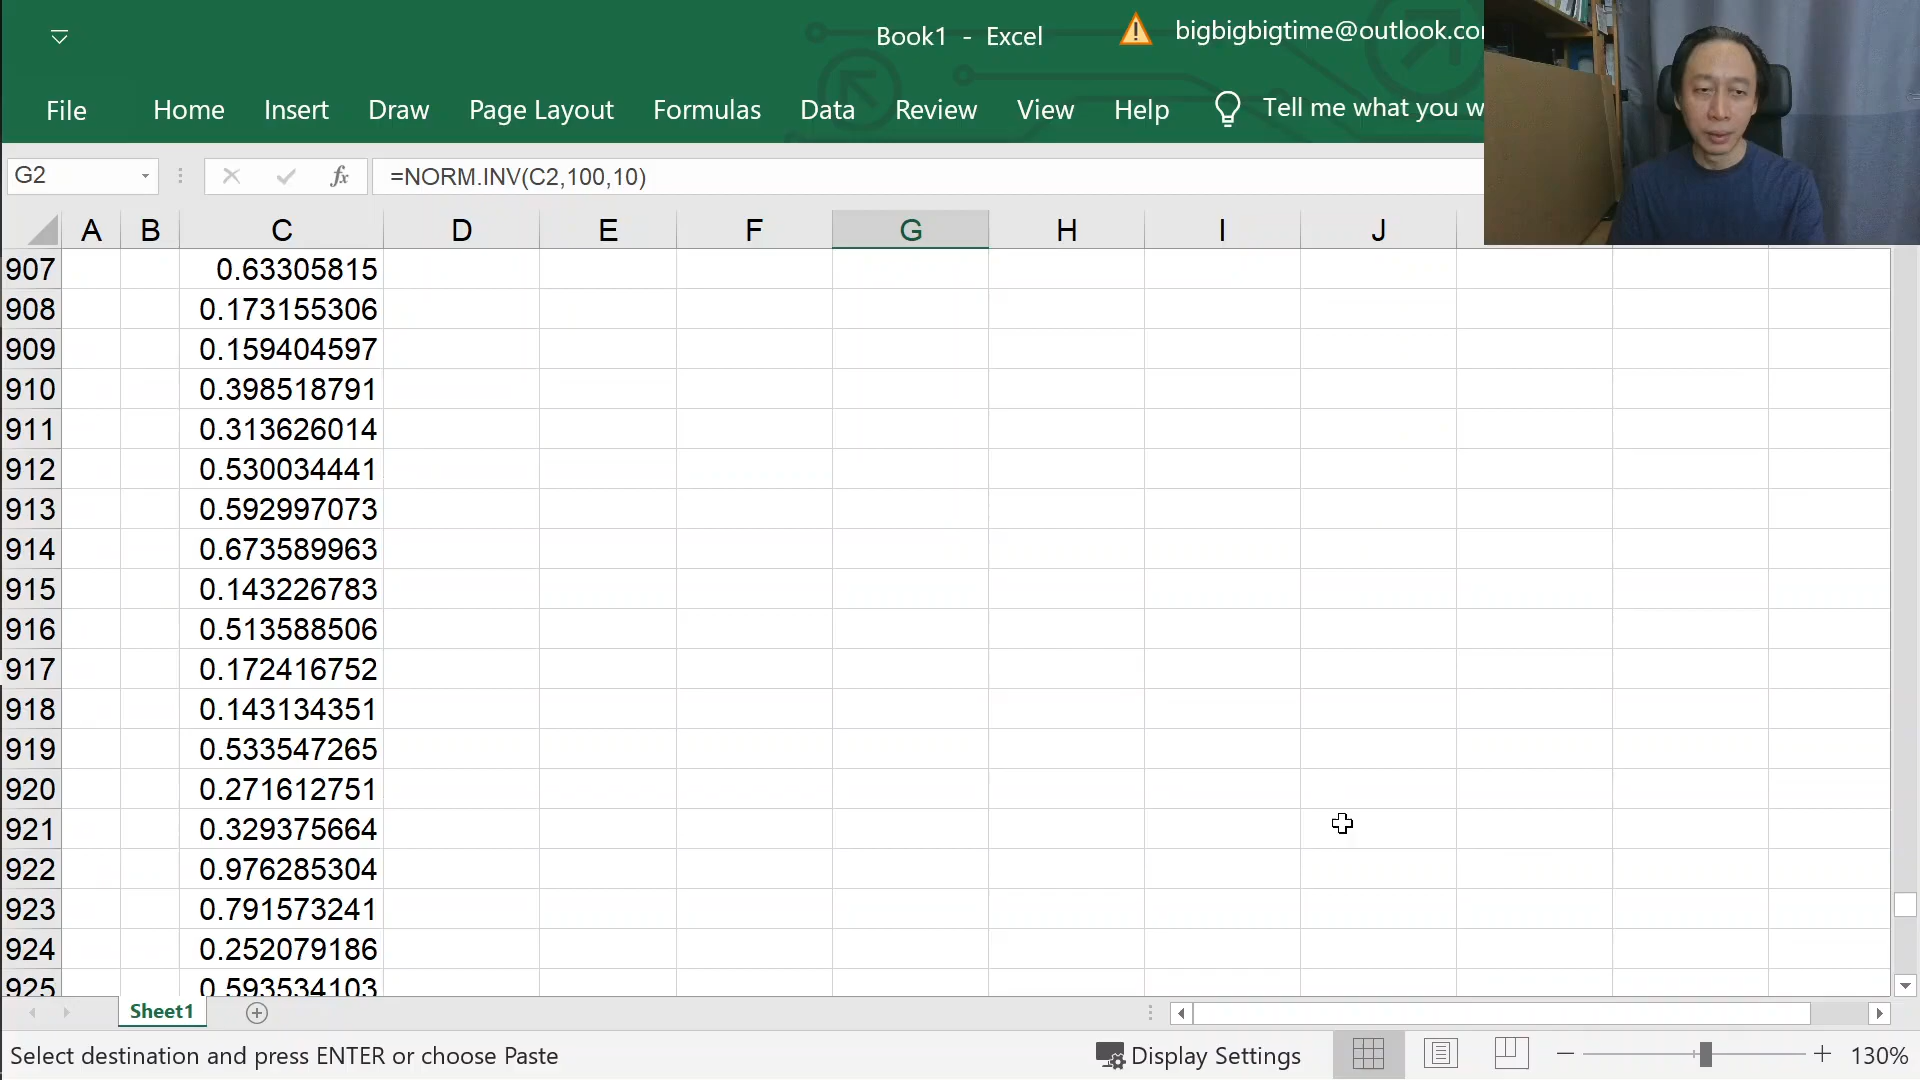 Book1 - Excel
bigbigbigtime@outlook.co
File Home Insert Draw Page Layout Formulas Data Review View Help Tell me what you w
G2 fx =NORM.INV(C2,100,10)
A B C D E F G H I J
907 0.63305815
908 0.173155306
909 0.159404597
910 0.398518791
911 0.313626014
912 0.530034441
913 0.592997073
914 0.673589963
915 0.143226783
916 0.513588506
917 0.172416752
918 0.143134351
919 0.533547265
920 0.271612751
921 0.329375664
922 0.976285304
923 0.791573241
924 0.252079186
925 0.593534103
Sheet1
Select destination and press ENTER or choose Paste Display Settings 130%